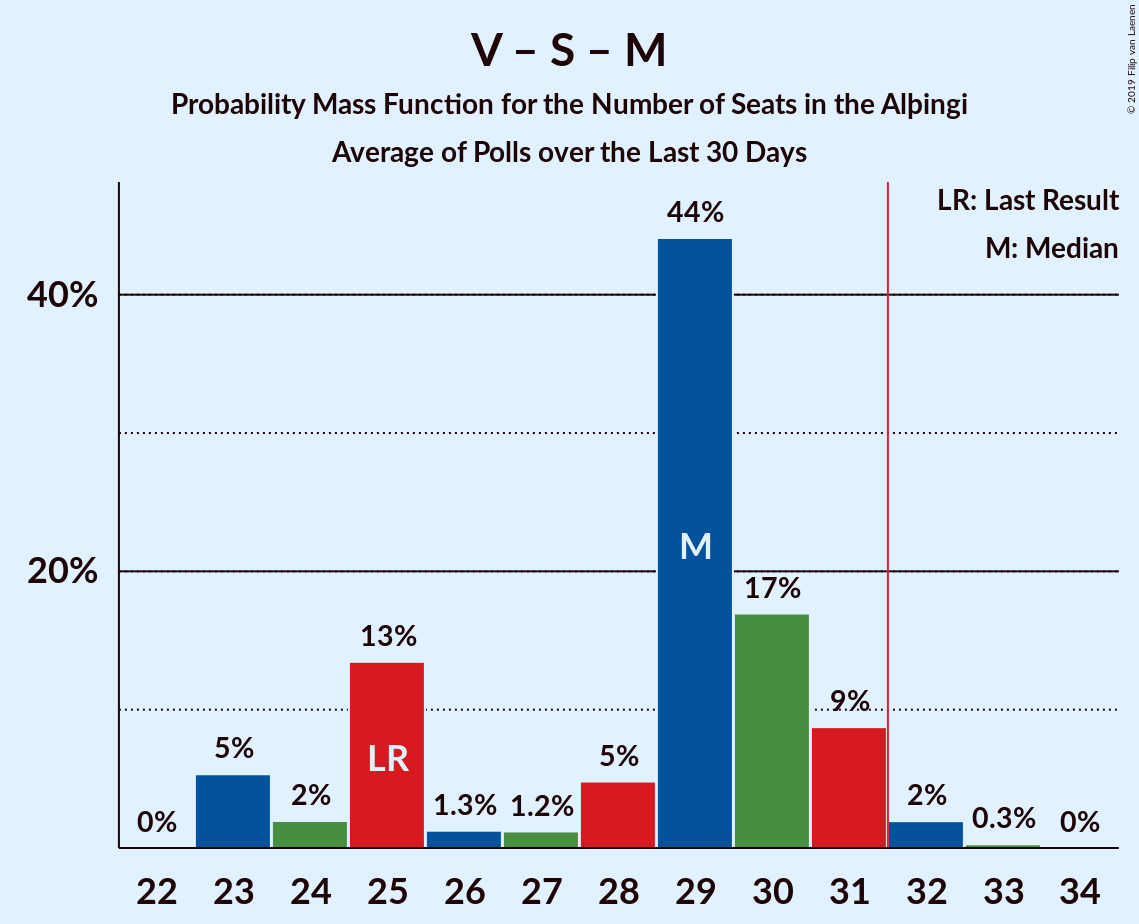 V – S – M
Probability Mass Function for the Number of Seats in the Alþingi
Average of Polls over the Last 30 Days
© 2019 Filip van Laenen
LR: Last Result
M: Median
40%
20%
0%
5%
2%
13%
1.3%
1.2%
5%
44%
17%
9%
2%
0.3%
0%
LR
M
22 23 24 25 26 27 28 29 30 31 32 33 34